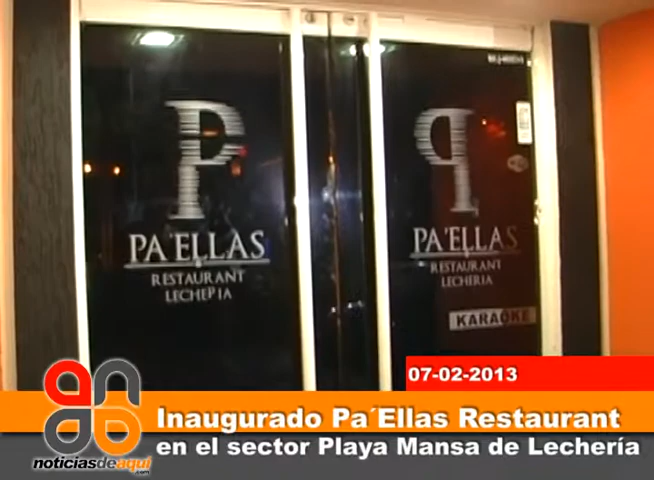 P
PA´ELLAS
RESTAURANT
LECHERIA
P
PA´ELLAS
RESTAURANT
LECHERIA
KARAOKE
07-02-2013
Inaugurado Pa´Ellas Restaurant
en el sector Playa Mansa de Lechería
noticiasdeaqui
.com